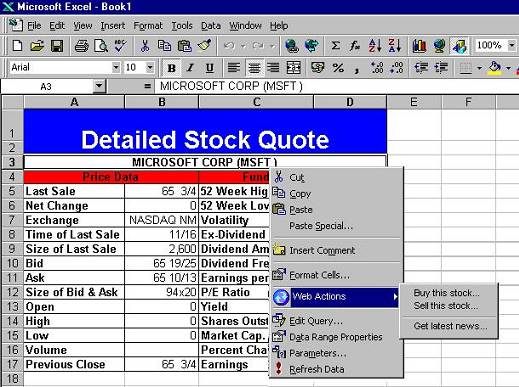 Microsoft Excel - Book1
File Edit View Insert Format Tools Data Window Help
100%
Arial 10 B I U $ %
A3 = MICROSOFT CORP (MSFT )
A B C D E F
1 Detailed Stock Quote
2
3 MICROSOFT CORP (MSFT )
4 Price Data Fun
5 Last Sale 65 3/4 52 Week Hig
6 Net Change 0 52 Week Low
7 Exchange NASDAQ NM Volatility
8 Time of Last Sale 11/16 Ex-Dividend
9 Size of Last Sale 2,600 Dividend Am
10 Bid 65 19/25 Dividend Fre
11 Ask 65 10/13 Earnings per
12 Size of Bid & Ask 94x20 P/E Ratio
13 Open 0 Yield
14 High 0 Shares Outst
15 Low 0 Market Cap.
16 Volume Percent Cha
17 Previous Close 65 3/4 Earnings
18
Cut
Copy
Paste
Paste Special...
Insert Comment
Format Cells...
Web Actions
Edit Query...
Data Range Properties
Parameters...
Refresh Data
Buy this stock...
Sell this stock...
Get latest news...